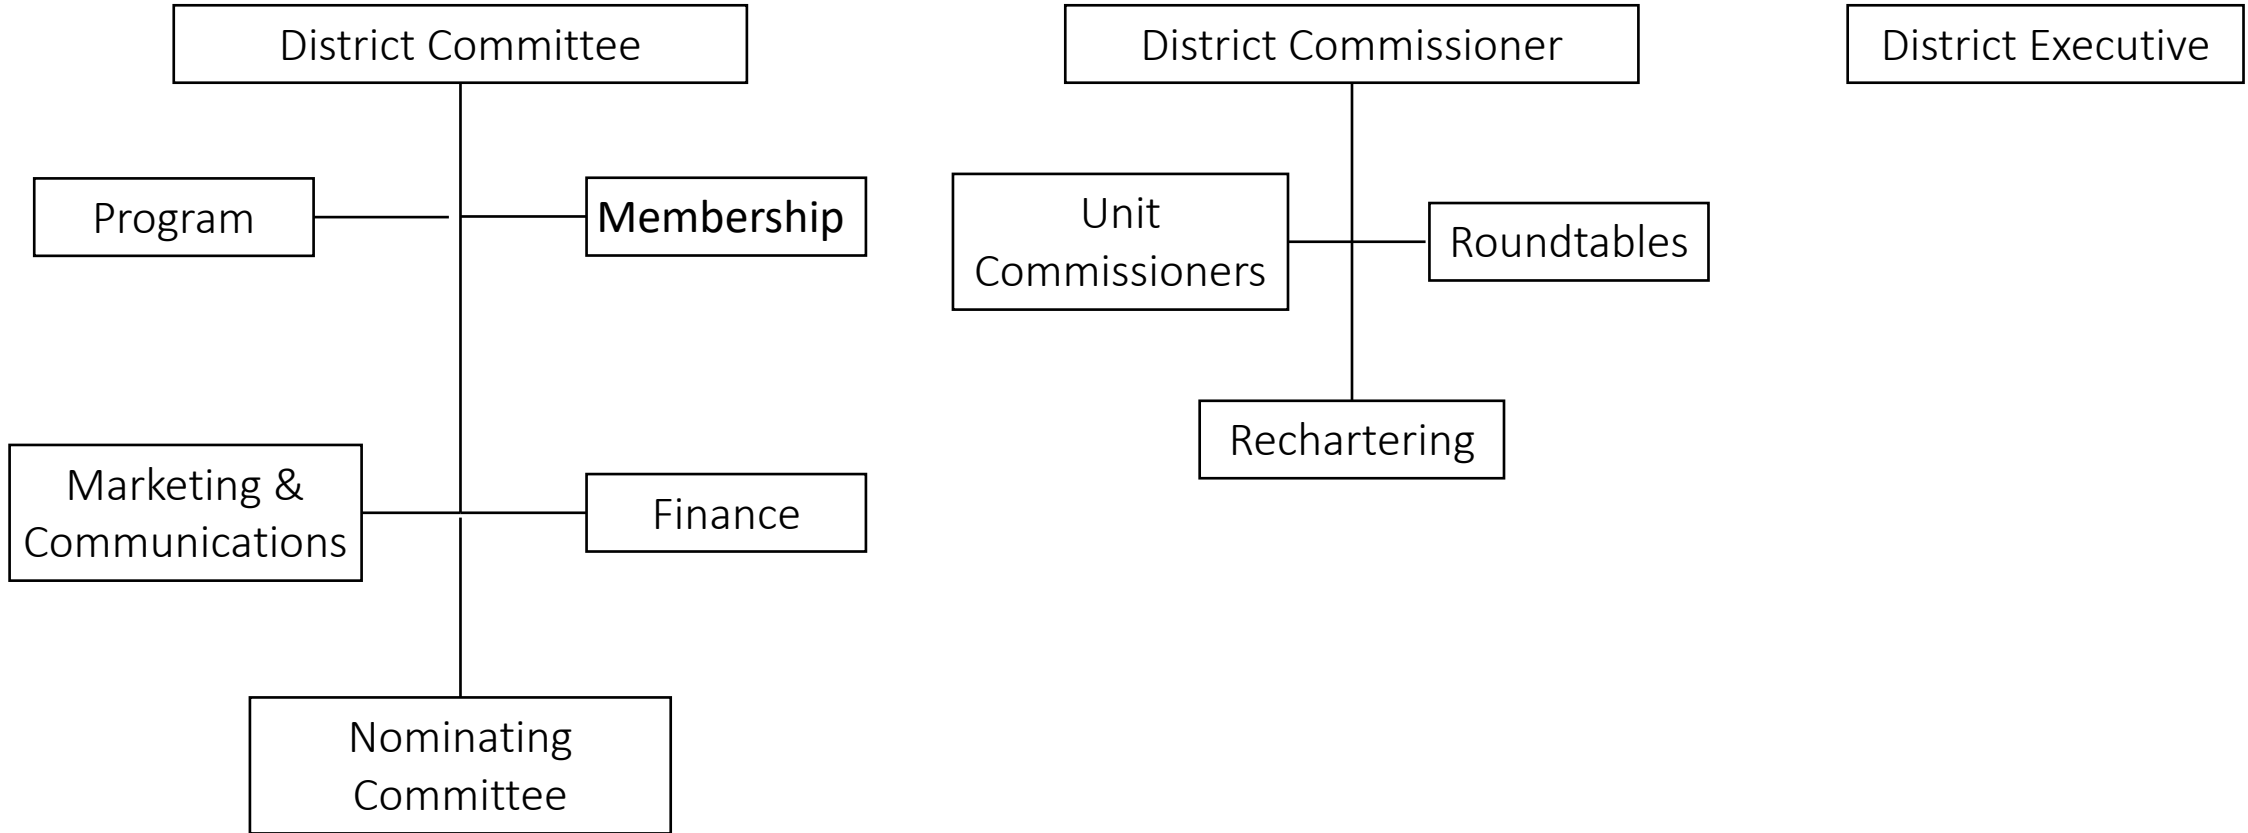 District Committee
District Commissioner
District Executive
Program
Membership
Unit
Commissioners
Roundtables
Rechartering
Marketing &
Communications
Finance
Nominating
Committee